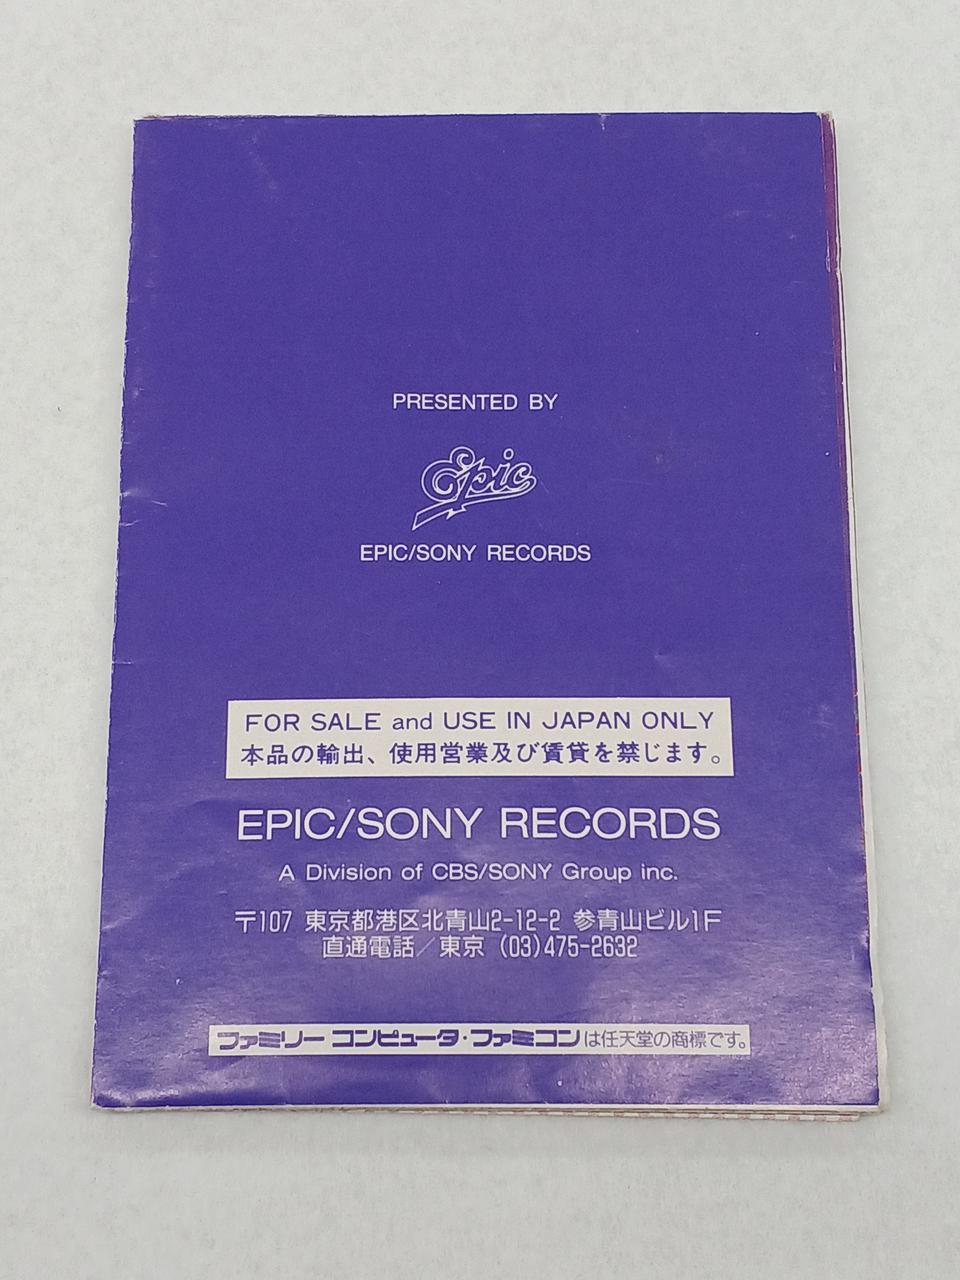 PRESENTED BY
Epic
EPIC/SONY RECORDS
FOR SALE and USE IN JAPAN ONLY
本品の輸出、使用営業及び賃貸を禁じます。
EPIC/SONY RECORDS
A Division of CBS/SONY Group inc.
〒107 東京都港区北青山2-12-2 参青山ビル1F
直通電話／東京 (03)475-2632
ファミリーコンピュータ・ファミコンは任天堂の商標です。